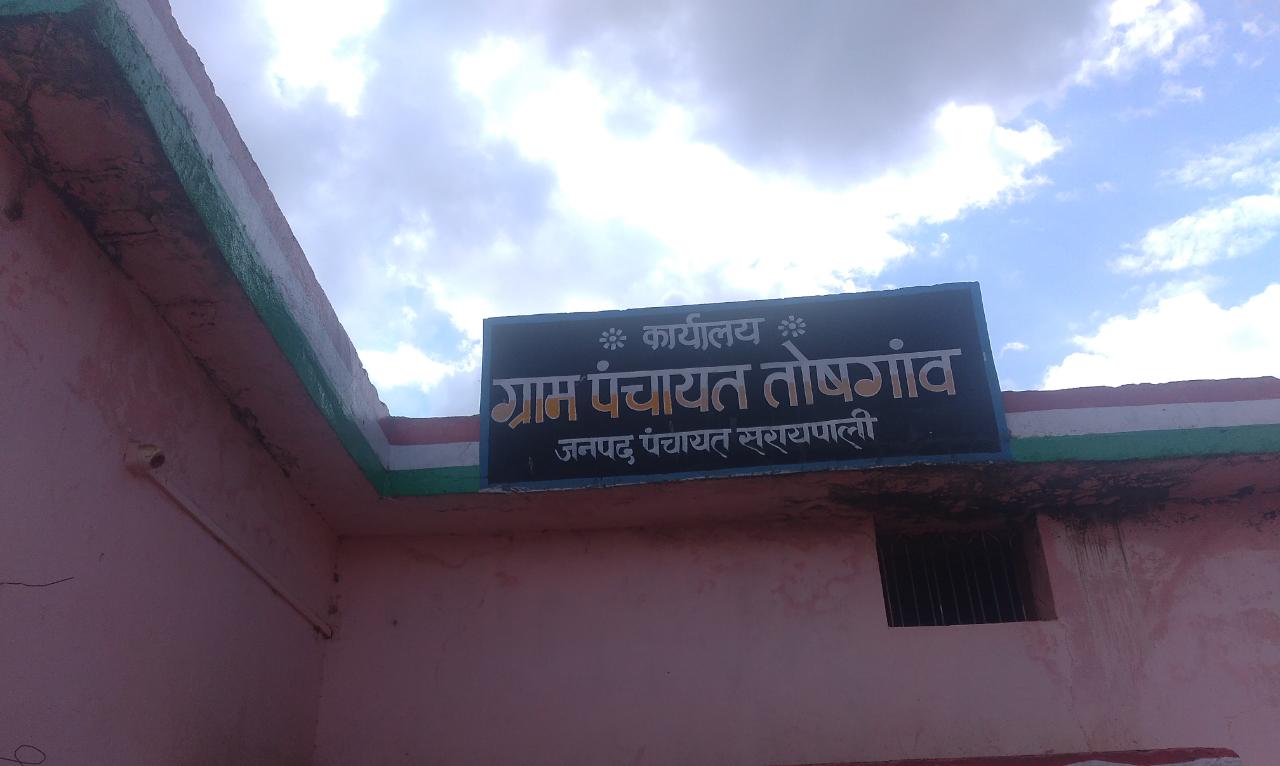 कार्यालय
ग्राम पंचायत तोषगांव
जनपद पंचायत सरायपाली